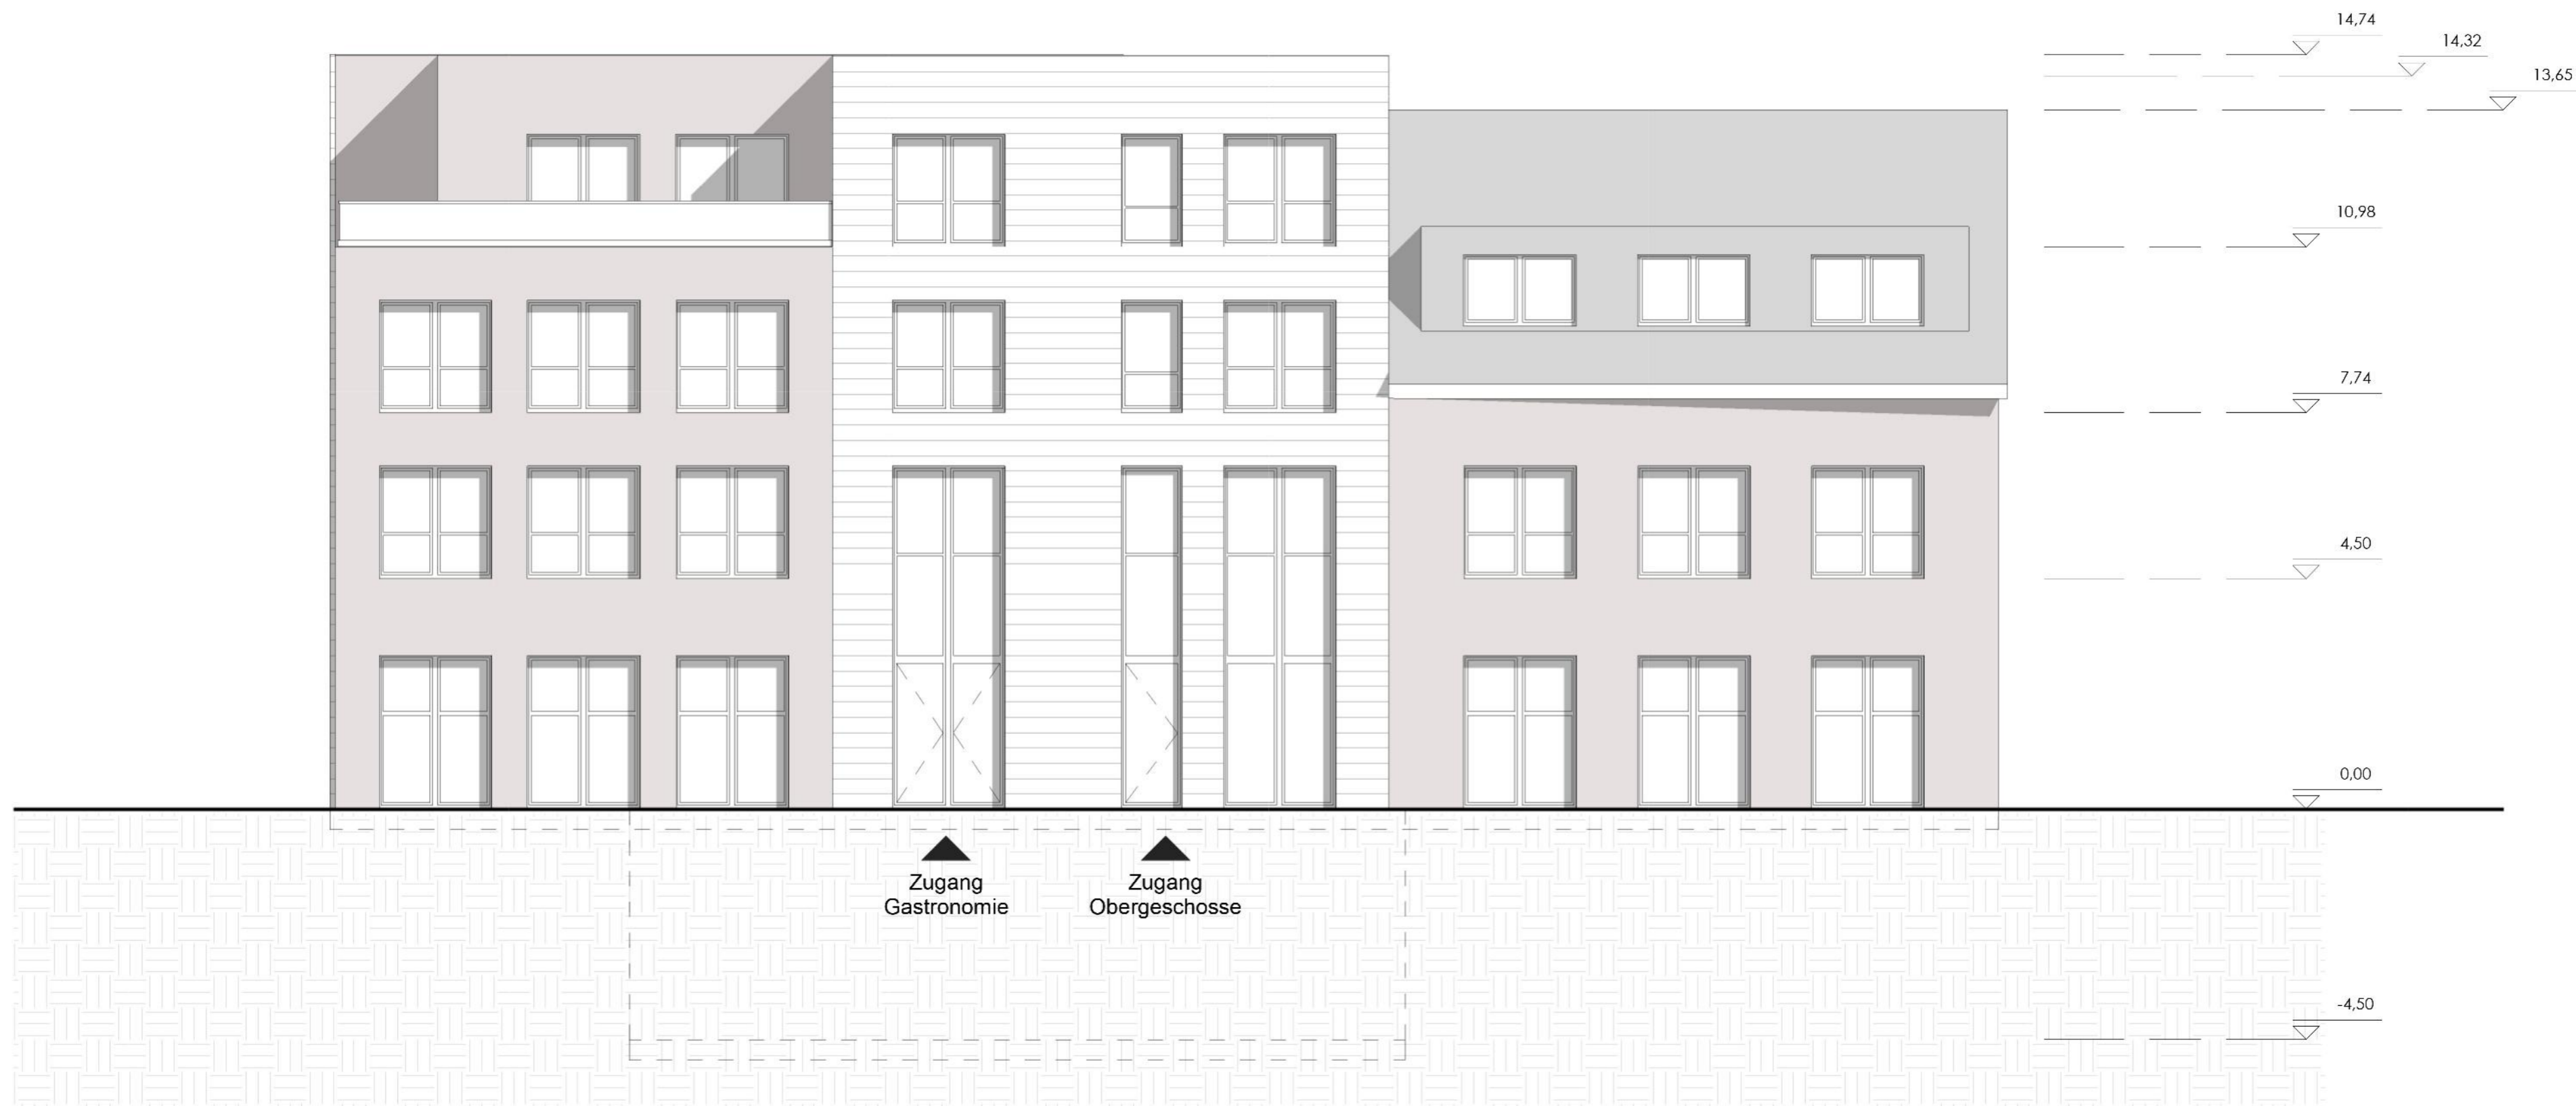 14,74
14,32
13,65
10,98
7,74
4,50
0,00
Zugang
Gastronomie
Zugang
Obergeschosse
-4,50